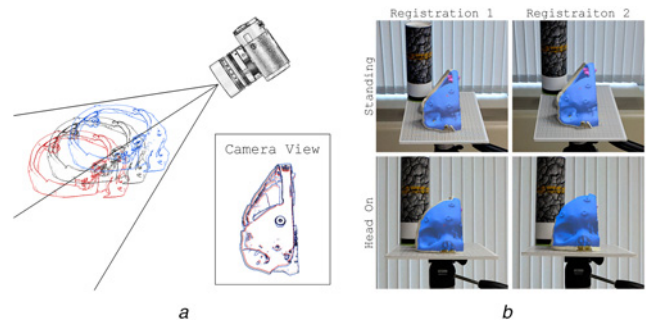 Registration 1
Registraiton 2
Standing
Camera View
Head On
a
b